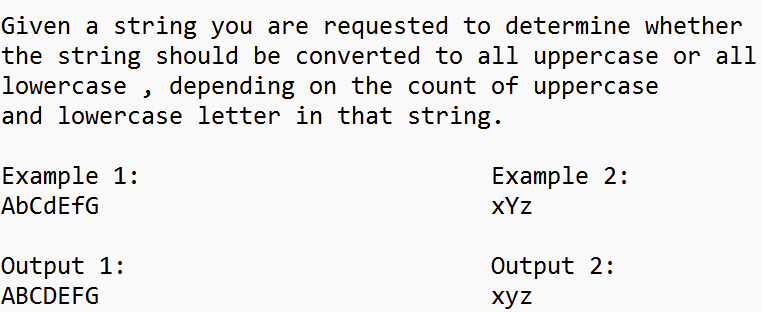 Given a string you are requested to determine whether
the string should be converted to all uppercase or all
lowercase , depending on the count of uppercase
and lowercase letter in that string.
Example 1: Example 2:
AbCdEfG xYz
Output 1: Output 2:
ABCDEFG xyz